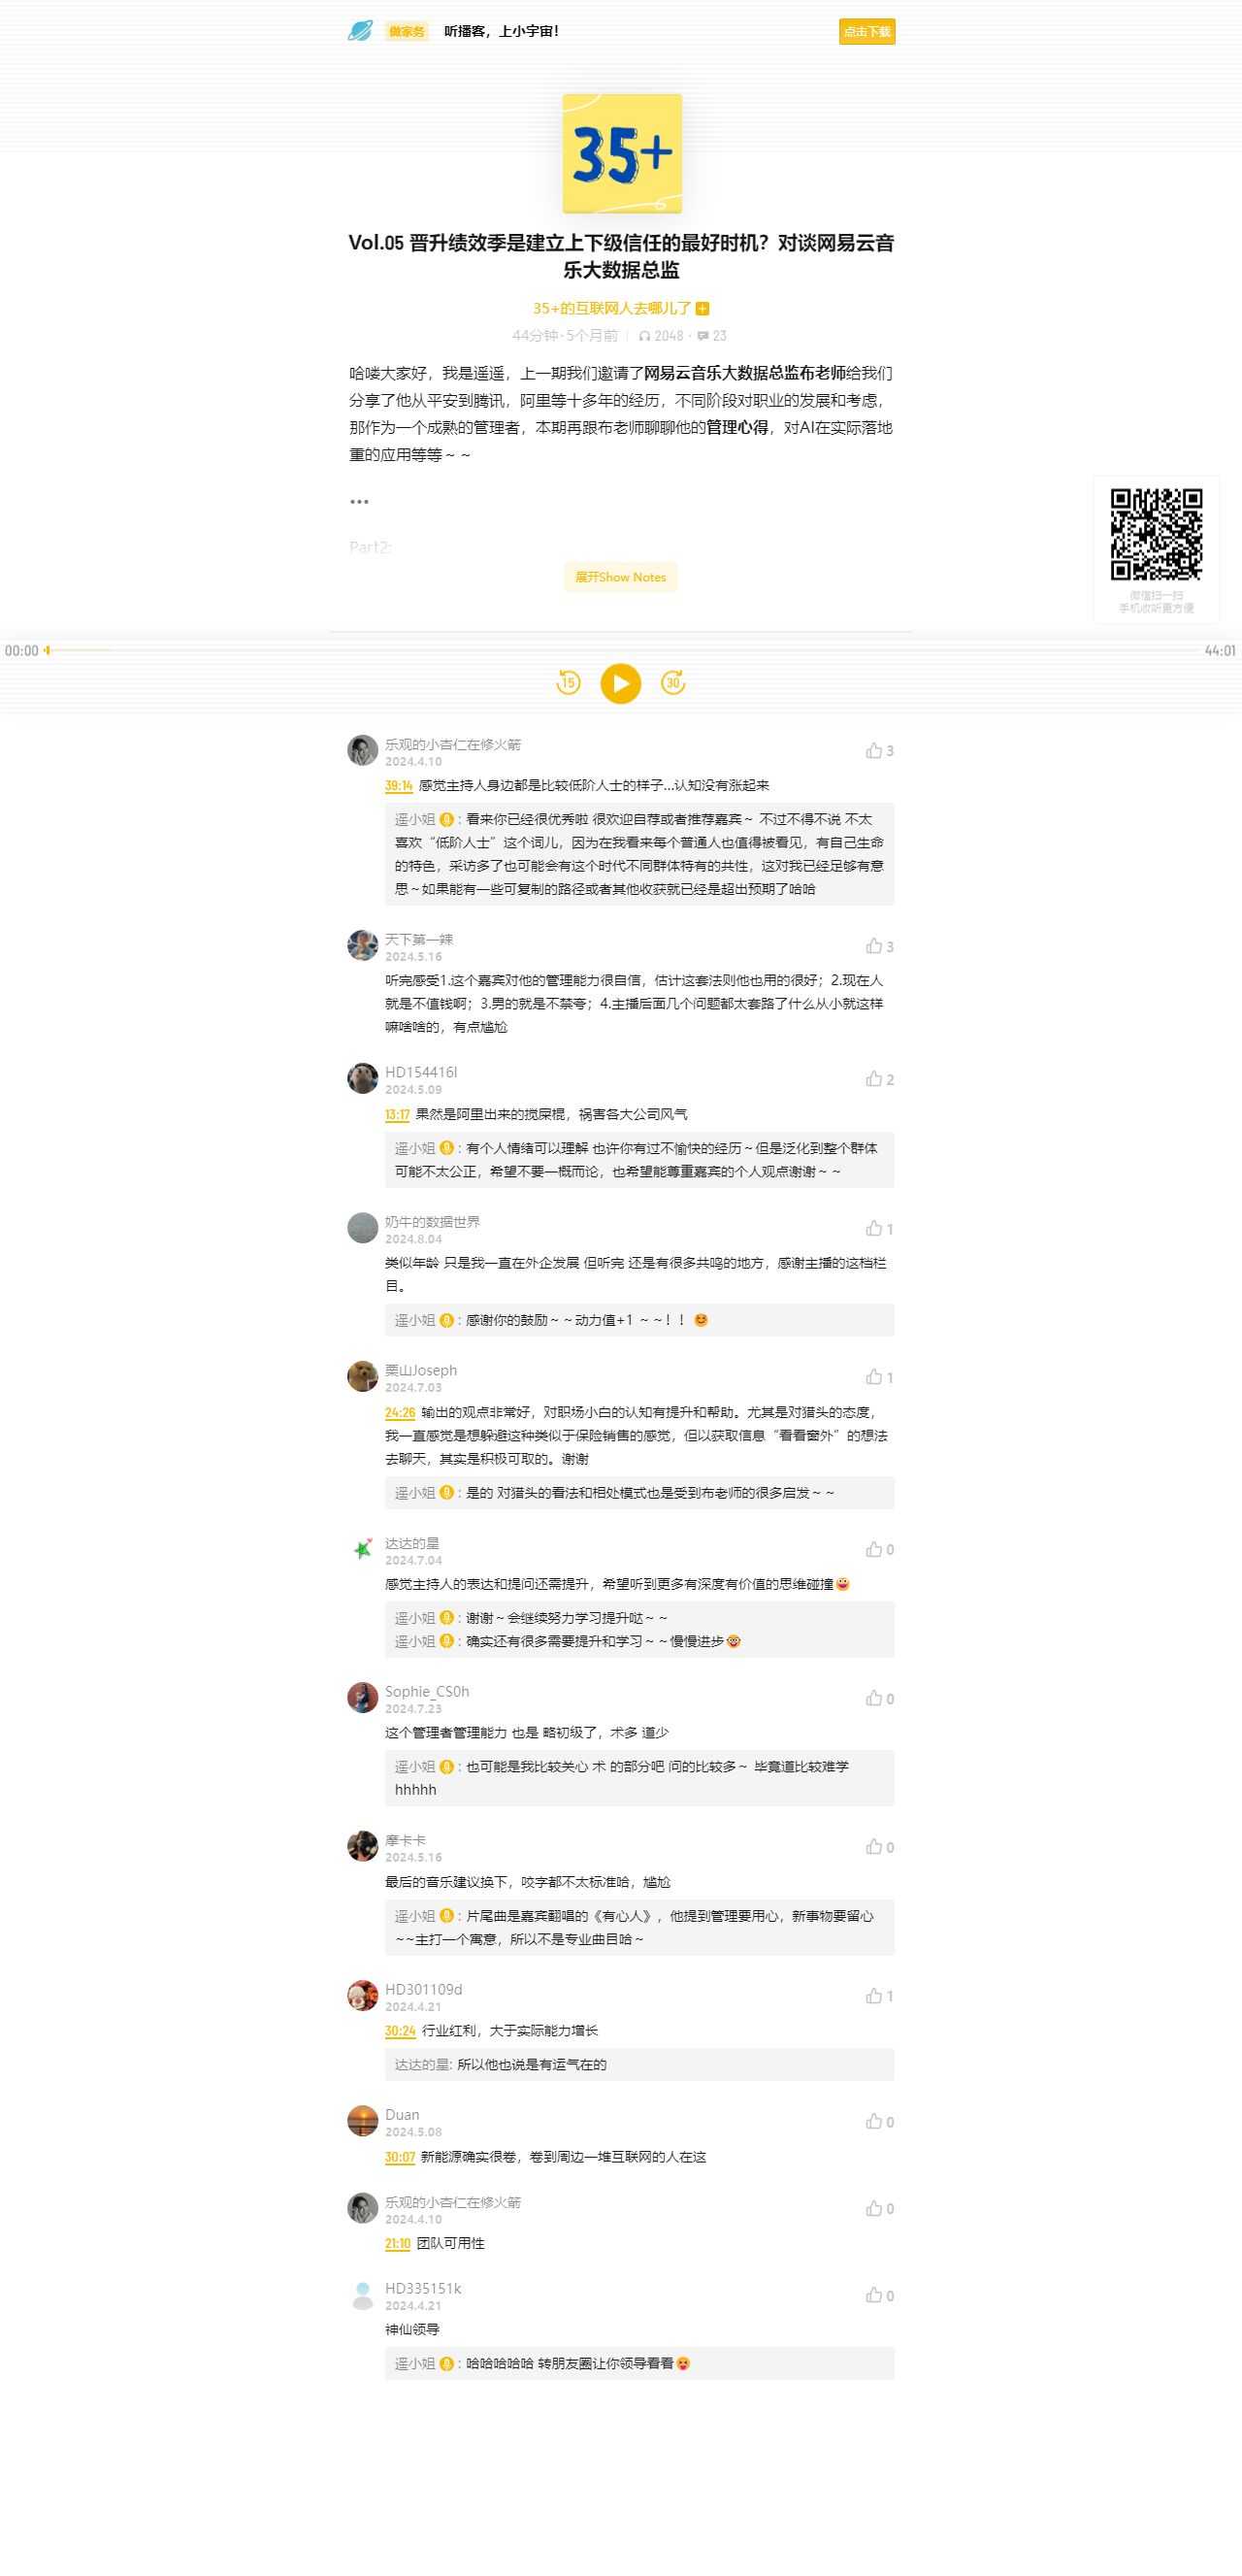 做家务 听播客，上小宇宙！ 点击下载
35+
Vol.05 晋升绩效季是建立上下级信任的最好时机？对谈网易云音
乐大数据总监
35+的互联网人去哪儿了
44分钟·5个月前 2048 · 23
哈喽大家好，我是遥遥，上一期我们邀请了网易云音乐大数据总监布老师给我们
分享了他从平安到腾讯，阿里等十多年的经历，不同阶段对职业的发展和考虑，
那作为一个成熟的管理者，本期再跟布老师聊聊他的管理心得，对AI在实际落地
重的应用等等～～
•••
Part2:
展开Show Notes
微信扫一扫
手机收听更方便
00:00 44:01
15 30
乐观的小杏仁在修火箭 3
2024.4.10
39:14 感觉主持人身边都是比较低阶人士的样子...认知没有涨起来
遥小姐：看来你已经很优秀啦 很欢迎自荐或者推荐嘉宾～ 不过不得不说 不太
喜欢“低阶人士”这个词儿，因为在我看来每个普通人也值得被看见，有自己生命
的特色，采访多了也可能会有这个时代不同群体特有的共性，这对我已经足够有意
思～如果能有一些可复制的路径或者其他收获就已经是超出预期了哈哈
天下第一辣 3
2024.5.16
听完感受1.这个嘉宾对他的管理能力很自信，估计这套法则他也用的很好；2.现在人
就是不值钱啊；3.男的就是不禁夸；4.主播后面几个问题都太套路了什么从小就这样
嘛啥啥的，有点尴尬
HD154416l 2
2024.5.09
13:17 果然是阿里出来的搅屎棍，祸害各大公司风气
遥小姐：有个人情绪可以理解 也许你有过不愉快的经历～但是泛化到整个群体
可能不太公正，希望不要一概而论，也希望能尊重嘉宾的个人观点谢谢～～
奶牛的数据世界 1
2024.8.04
类似年龄 只是我一直在外企发展 但听完 还是有很多共鸣的地方，感谢主播的这档栏
目。
遥小姐：感谢你的鼓励～～动力值+1 ～～！！😊
栗山Joseph 1
2024.7.03
24:26 输出的观点非常好，对职场小白的认知有提升和帮助。尤其是对猎头的态度，
我一直感觉是想躲避这种类似于保险销售的感觉，但以获取信息“看看窗外”的想法
去聊天，其实是积极可取的。谢谢
遥小姐：是的 对猎头的看法和相处模式也是受到布老师的很多启发～～
达达的星 0
2024.7.04
感觉主持人的表达和提问还需提升，希望听到更多有深度有价值的思维碰撞😀
遥小姐：谢谢～会继续努力学习提升哒～～
遥小姐：确实还有很多需要提升和学习～～慢慢进步🤓
Sophie_CS0h 0
2024.7.23
这个管理者管理能力 也是 略初级了，术多 道少
遥小姐：也可能是我比较关心 术 的部分吧 问的比较多～ 毕竟道比较难学
hhhhh
摩卡卡 0
2024.5.16
最后的音乐建议换下，咬字都不太标准哈，尴尬
遥小姐：片尾曲是嘉宾翻唱的《有心人》，他提到管理要用心，新事物要留心
~~主打一个寓意，所以不是专业曲目哈～
HD301109d 1
2024.4.21
30:24 行业红利，大于实际能力增长
达达的星: 所以他也说是有运气在的
Duan 0
2024.5.08
30:07 新能源确实很卷，卷到周边一堆互联网的人在这
乐观的小杏仁在修火箭 0
2024.4.10
21:10 团队可用性
HD335151k 0
2024.4.21
神仙领导
遥小姐：哈哈哈哈哈 转朋友圈让你领导看看😝